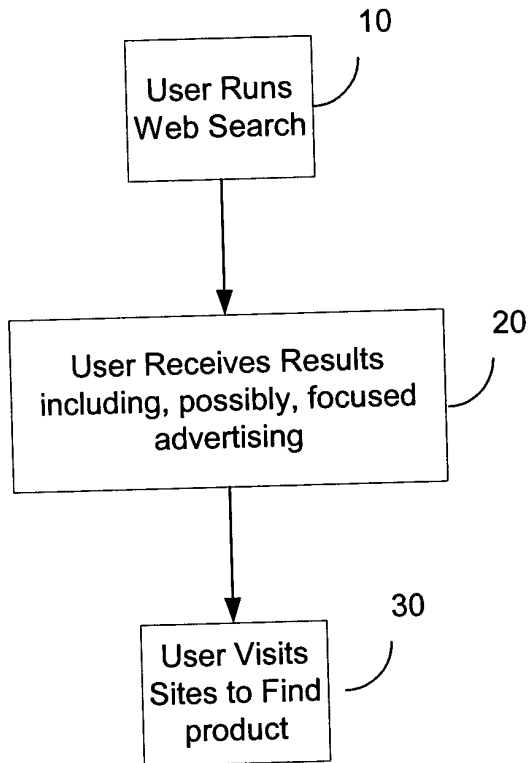 10
User Runs
Web Search
20
User Receives Results
including, possibly, focused
advertising
30
User Visits
Sites to Find
product